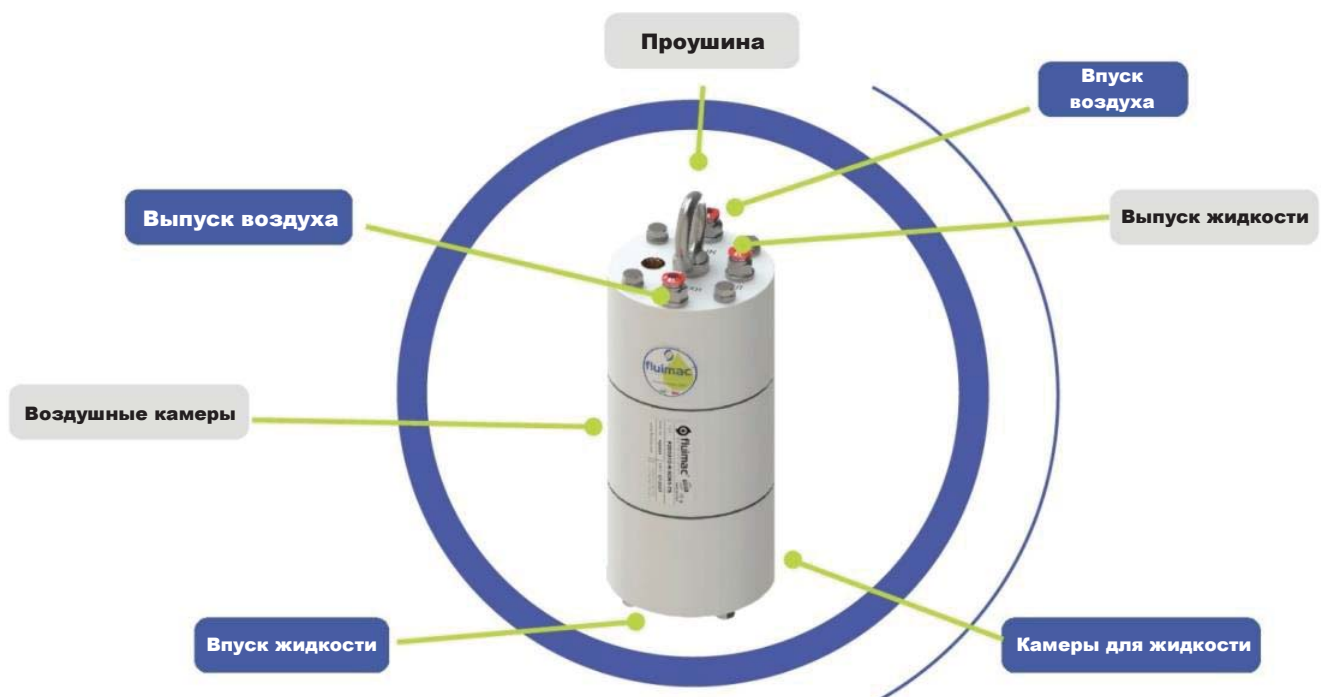 Проушина
Впуск
воздуха
Выпуск воздуха
Выпуск жидкости
fluimac
Воздушные камеры
fluimac
Впуск жидкости
Камеры для жидкости